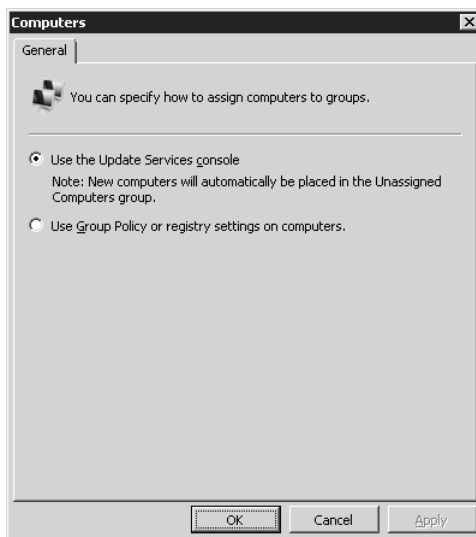 Computers
General
You can specify how to assign computers to groups.
Use the Update Services console
Note: New computers will automatically be placed in the Unassigned
Computers group.
Use Group Policy or registry settings on computers.
OK Cancel Apply